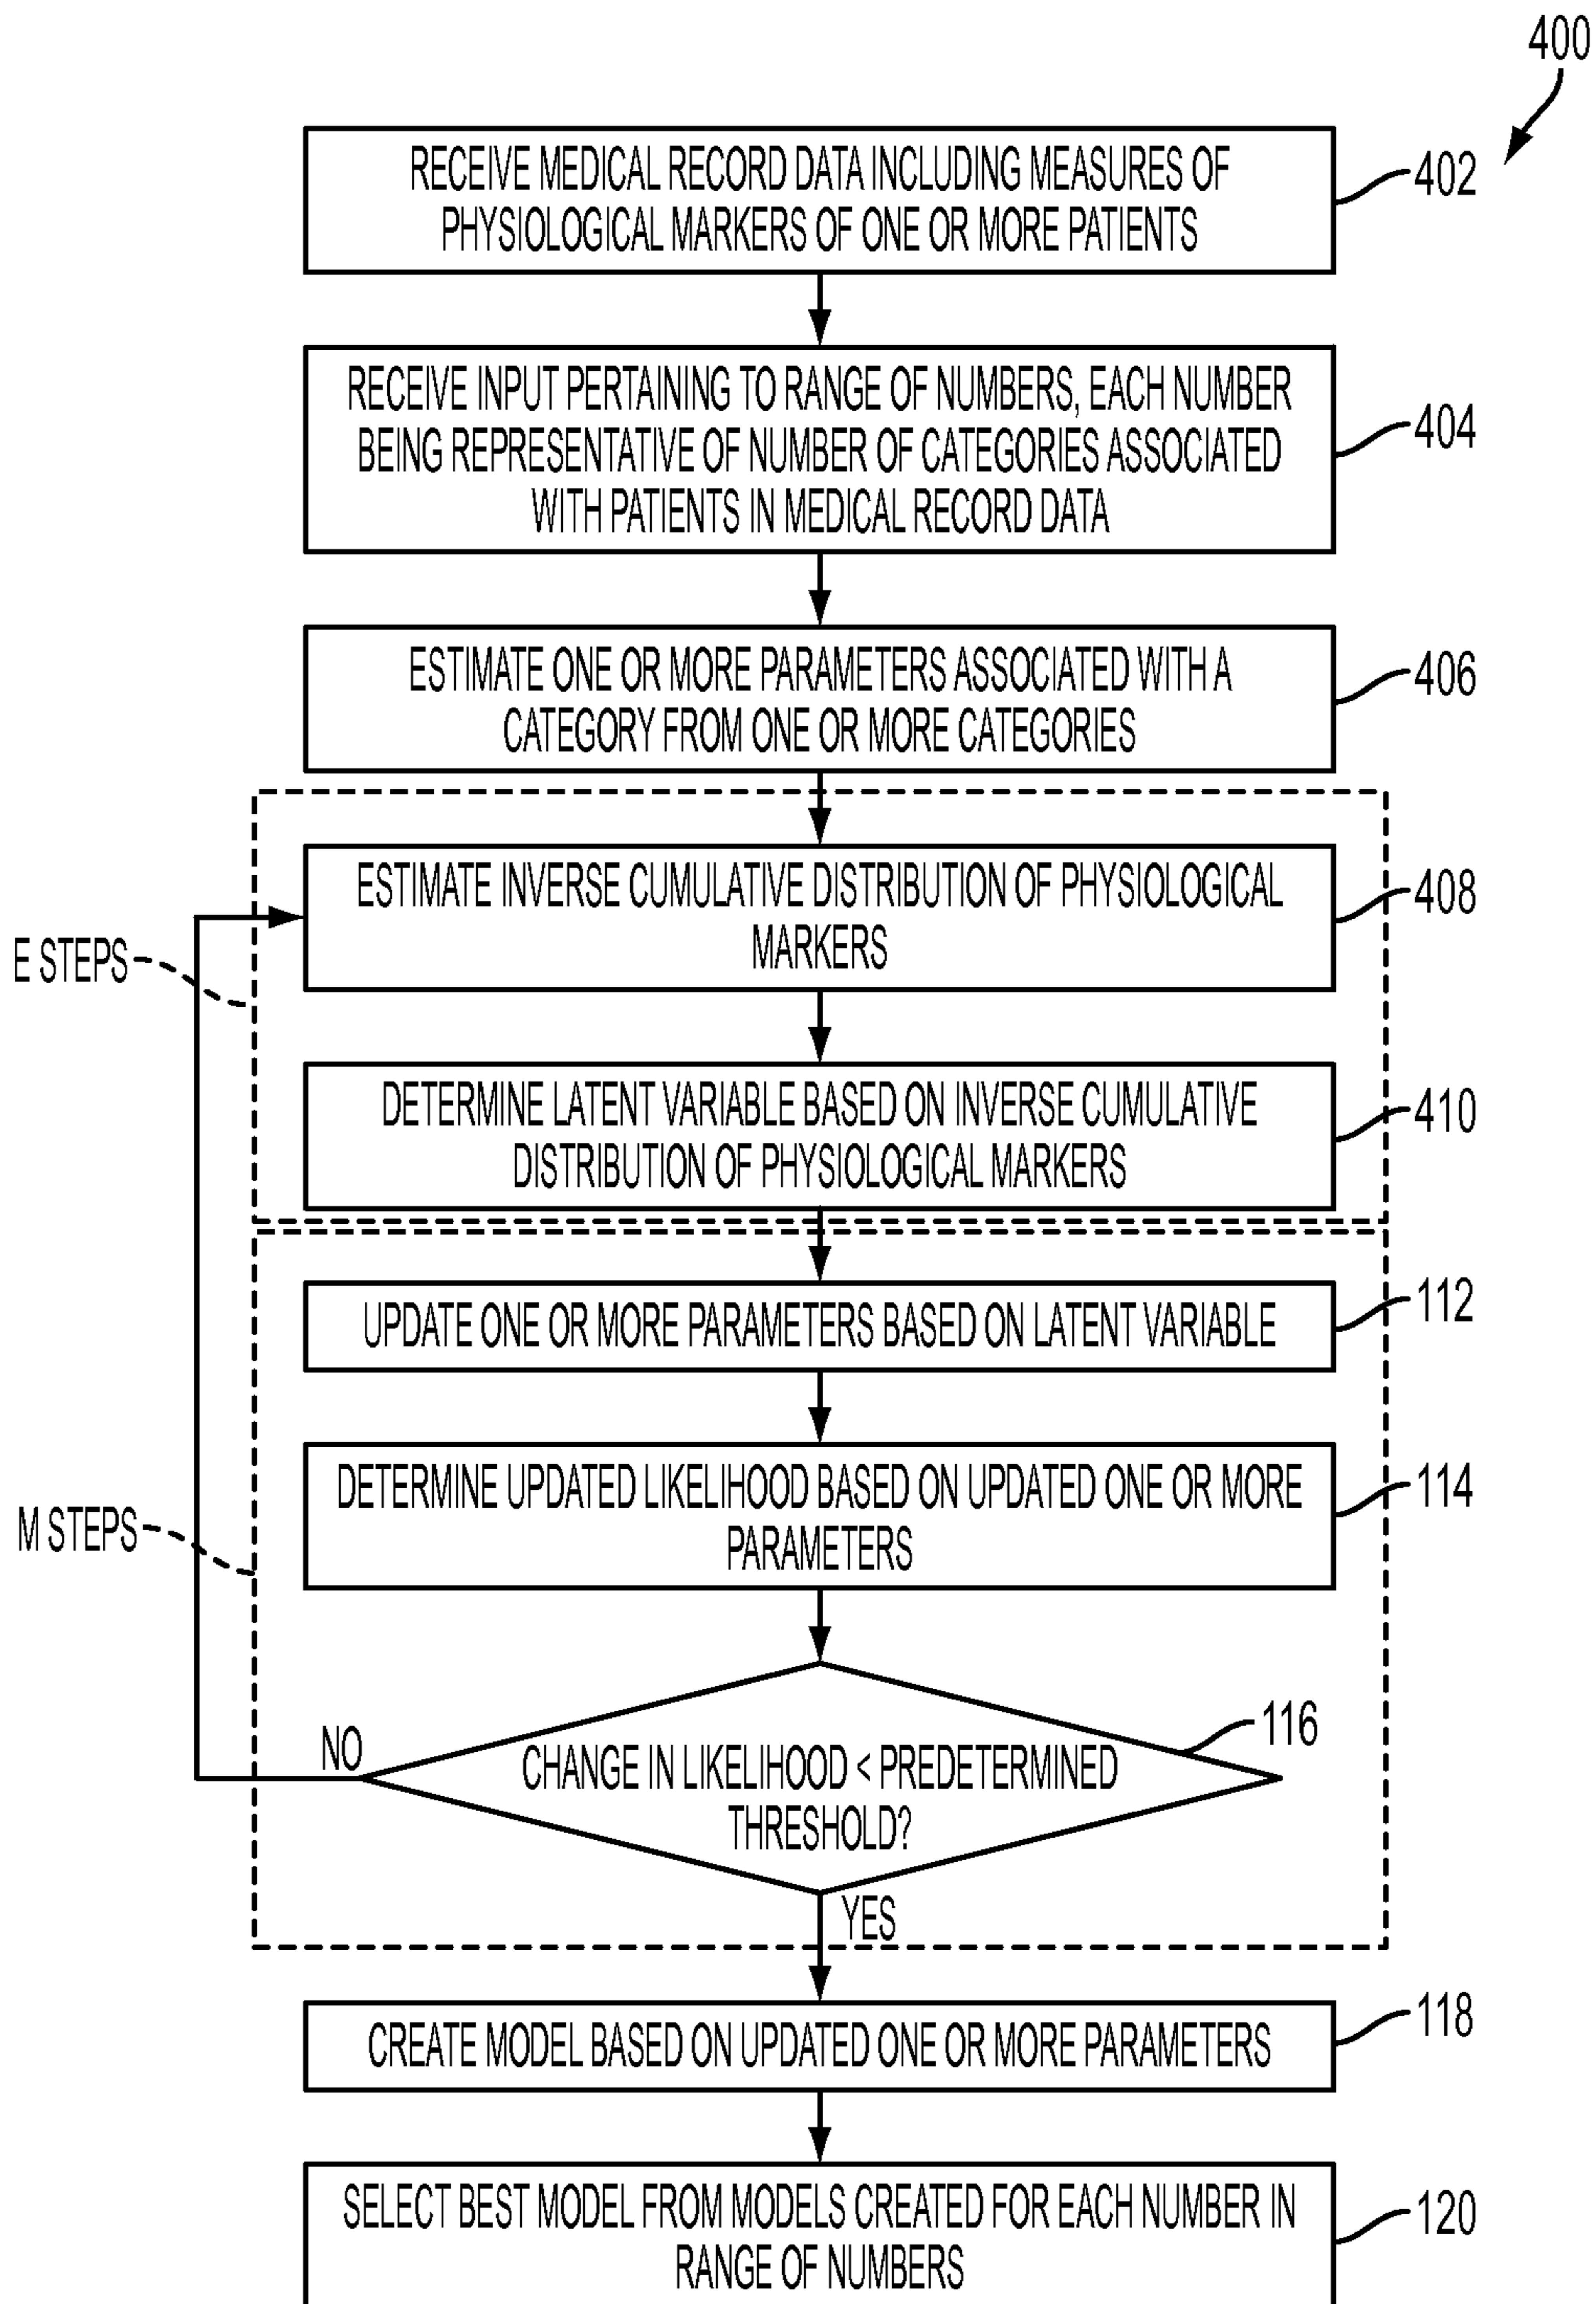 400
RECEIVE MEDICAL RECORD DATA INCLUDING MEASURES OF
PHYSIOLOGICAL MARKERS OF ONE OR MORE PATIENTS
402
RECEIVE INPUT PERTAINING TO RANGE OF NUMBERS, EACH NUMBER
BEING REPRESENTATIVE OF NUMBER OF CATEGORIES ASSOCIATED
WITH PATIENTS IN MEDICAL RECORD DATA
404
ESTIMATE ONE OR MORE PARAMETERS ASSOCIATED WITH A
CATEGORY FROM ONE OR MORE CATEGORIES
406
E STEPS
ESTIMATE INVERSE CUMULATIVE DISTRIBUTION OF PHYSIOLOGICAL
MARKERS
408
DETERMINE LATENT VARIABLE BASED ON INVERSE CUMULATIVE
DISTRIBUTION OF PHYSIOLOGICAL MARKERS
410
M STEPS
UPDATE ONE OR MORE PARAMETERS BASED ON LATENT VARIABLE
112
DETERMINE UPDATED LIKELIHOOD BASED ON UPDATED ONE OR MORE
PARAMETERS
114
NO
CHANGE IN LIKELIHOOD < PREDETERMINED
THRESHOLD?
116
YES
CREATE MODEL BASED ON UPDATED ONE OR MORE PARAMETERS
118
SELECT BEST MODEL FROM MODELS CREATED FOR EACH NUMBER IN
RANGE OF NUMBERS
120